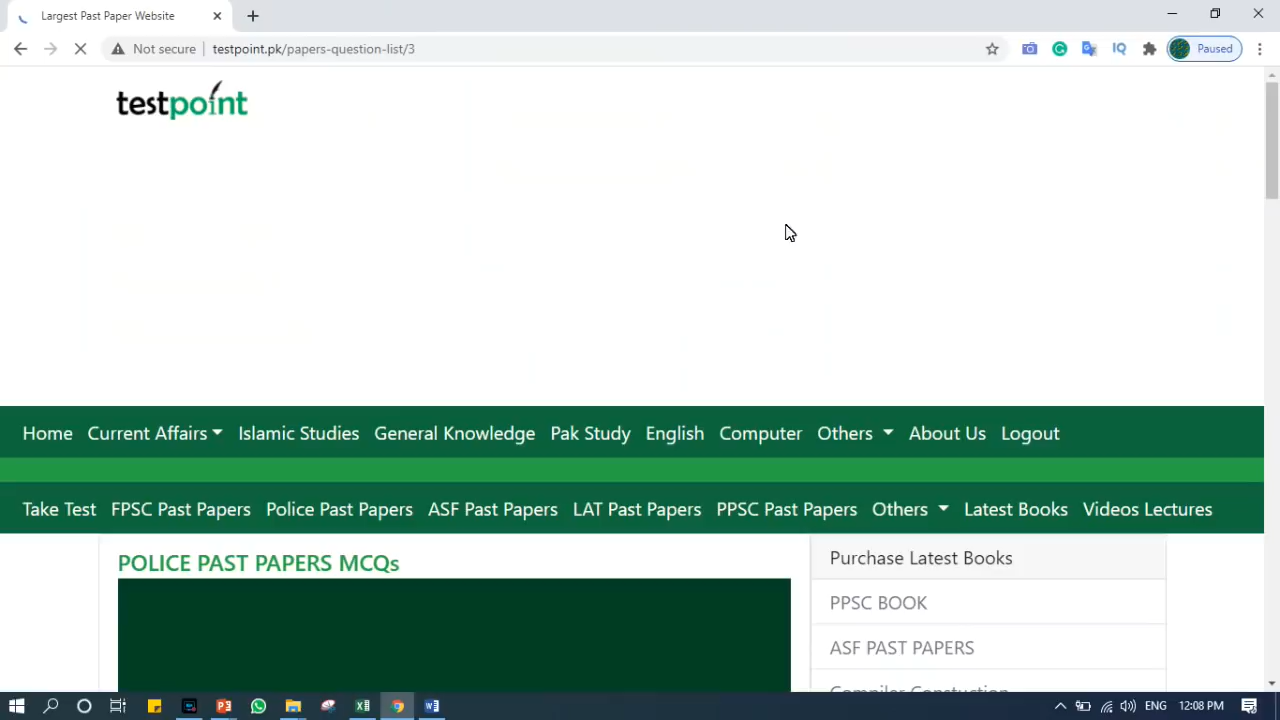 Largest Past Paper Website
Not secure testpoint.pk/papers-question-list/3 IQ Paused
testpoint
Home Current Affairs Islamic Studies General Knowledge Pak Study English Computer Others About Us Logout
Take Test FPSC Past Papers Police Past Papers ASF Past Papers LAT Past Papers PPSC Past Papers Others Latest Books Videos Lectures
POLICE PAST PAPERS MCQs
Purchase Latest Books
PPSC BOOK
ASF PAST PAPERS
Compiler Constuction
ENG 12:08 PM